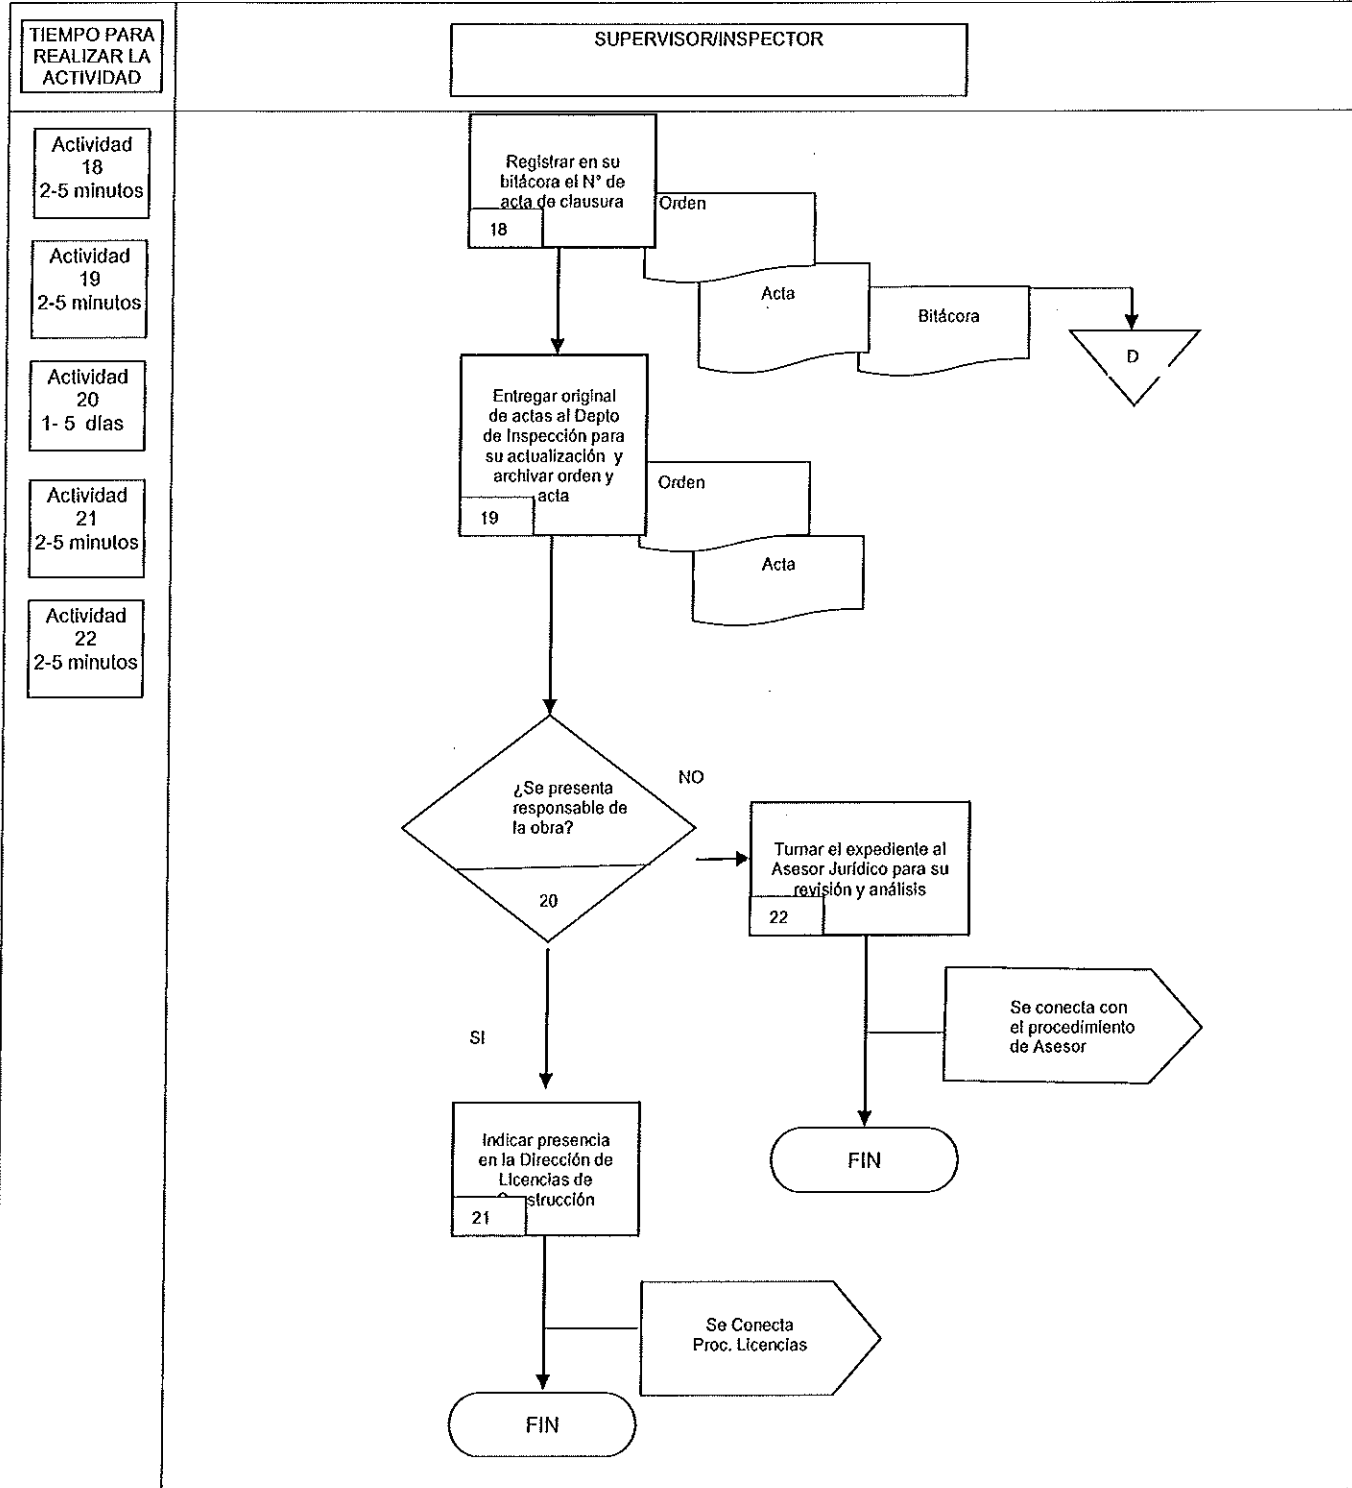 TIEMPO PARA
REALIZAR LA
ACTIVIDAD
SUPERVISOR/INSPECTOR
Actividad
18
2-5 minutos
Actividad
19
2-5 minutos
Actividad
20
1- 5 días
Actividad
21
2-5 minutos
Actividad
22
2-5 minutos
Registrar en su
bitácora el N° de
acta de clausura
18
Orden
Acta
Bitácora
D
Entregar original
de actas al Depto
de Inspección para
su actualización y
archivar orden y
acta
19
Orden
Acta
¿Se presenta
responsable de
la obra?
20
NO
Turnar el expediente al
Asesor Jurídico para su
revisión y análisis
22
Se conecta con
el procedimiento
de Asesor
FIN
SI
Indicar presencia
en la Dirección de
Licencias de
Construcción
21
Se Conecta
Proc. Licencias
FIN